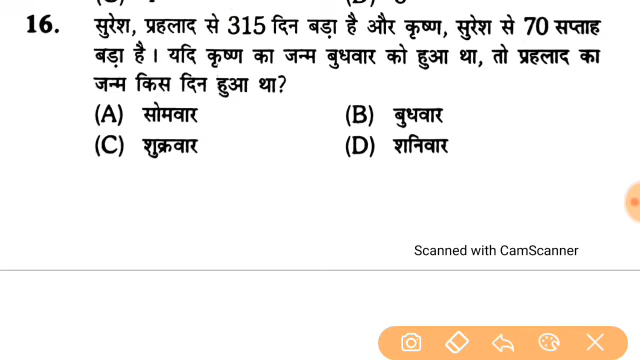 16. सुरेश, प्रहलाद से 315 दिन बड़ा है और कृष्ण, सुरेश से 70 सप्ताह
बड़ा है। यदि कृष्ण का जन्म बुधवार को हुआ था, तो प्रहलाद का
जन्म किस दिन हुआ था?
(A) सोमवार (B) बुधवार
(C) शुक्रवार (D) शनिवार
Scanned with CamScanner